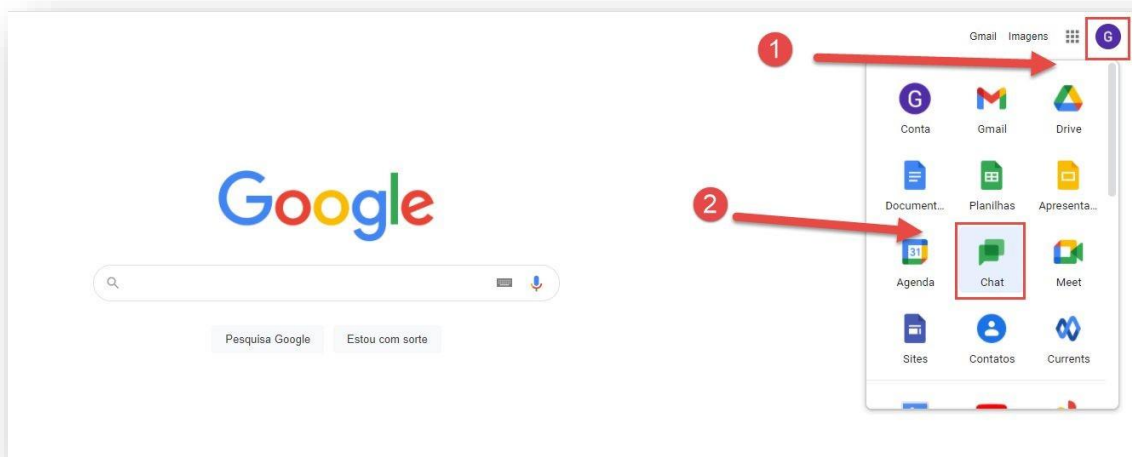 Gmail Imagens G
1
G
Conta Gmail Drive
Google
2
Document... Planilhas Apresenta...
31
Agenda Chat Meet
Pesquisa Google Estou com sorte
Sites Contatos Currents